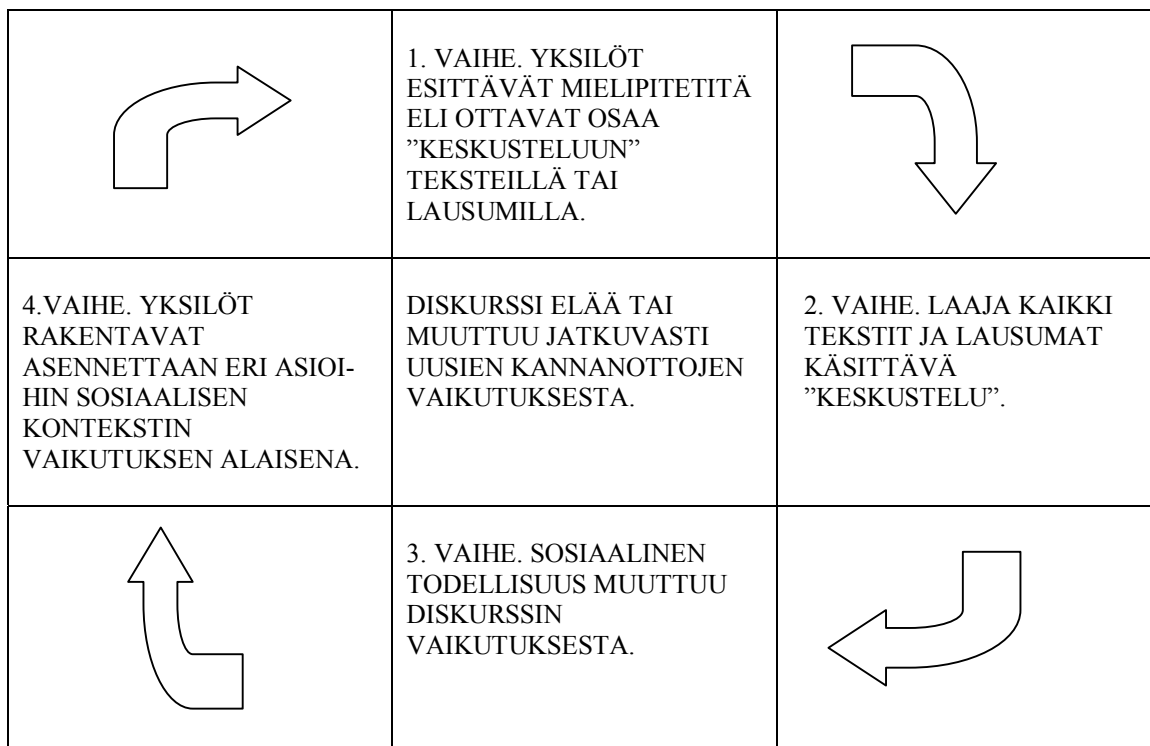 1. VAIHE. YKSILÖT
ESITTÄVÄT MIELIPITETITÄ
ELI OTTAVAT OSAA
”KESKUSTELUUN”
TEKSTEILLÄ TAI
LAUSUMILLA.
4.VAIHE. YKSILÖT
RAKENTAVAT
ASENNETTAAN ERI ASIOI-
HIN SOSIAALISEN
KONTEKSTIN
VAIKUTUKSEN ALAISENA.
DISKURSSI ELÄÄ TAI
MUUTTUU JATKUVASTI
UUSIEN KANNANOTTOJEN
VAIKUTUKSESTA.
2. VAIHE. LAAJA KAIKKI
TEKSTIT JA LAUSUMAT
KÄSITTÄVÄ
”KESKUSTELU”.
3. VAIHE. SOSIAALINEN
TODELLISUUS MUUTTUU
DISKURSSIN
VAIKUTUKSESTA.